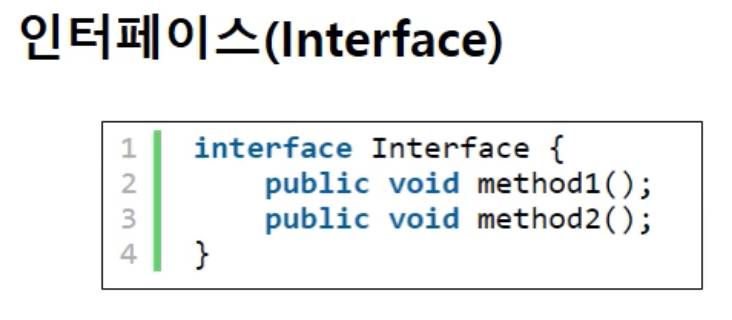 인터페이스(Interface)
1 interface Interface {
2     public void method1();
3     public void method2();
4 }